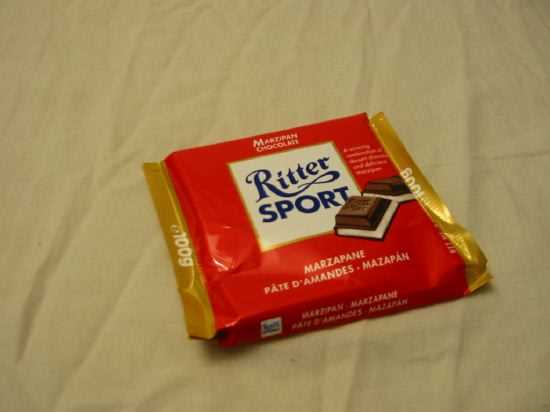 MARZIPAN
CHOCOLATE
Ritter
SPORT
MARZAPANE
PÂTE D'AMANDES · MAZAPÁN
MARZIPAN · MARZAPANE
PÂTE D'AMANDES · MAZAPÁN
100g
100g